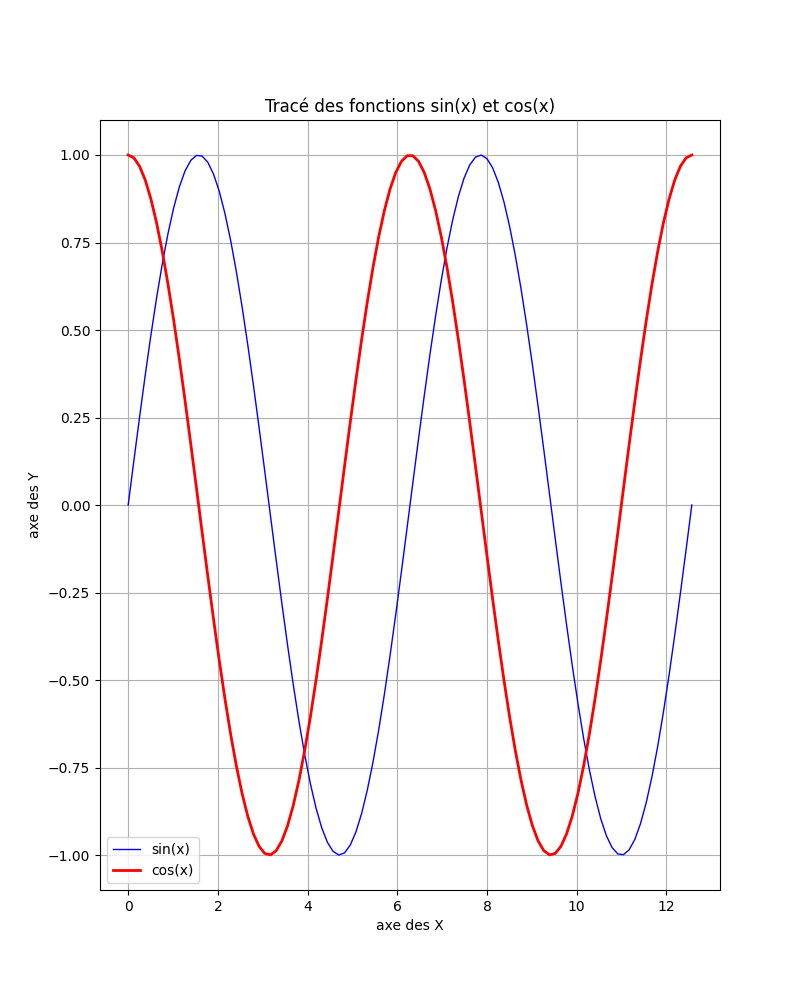 Tracé des fonctions sin(x) et cos(x)
1.00
0.75
0.50
0.25
0.00
−0.25
−0.50
−0.75
−1.00
axe des Y
sin(x)
cos(x)
0 2 4 6 8 10 12
axe des X